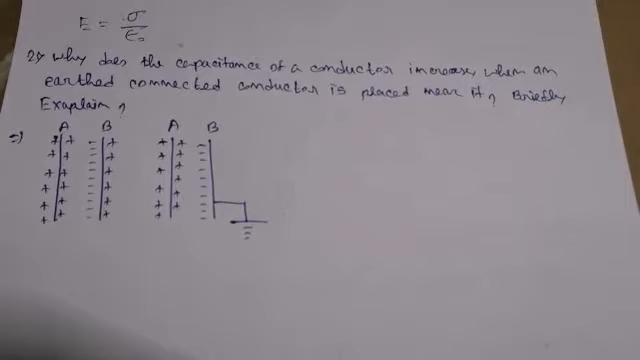 E = σ/ε₀
2) Why does the capacitance of a conductor increase, when an
earthed connected conductor is placed near it? Briefly
Exaplain?
A B A B
=)